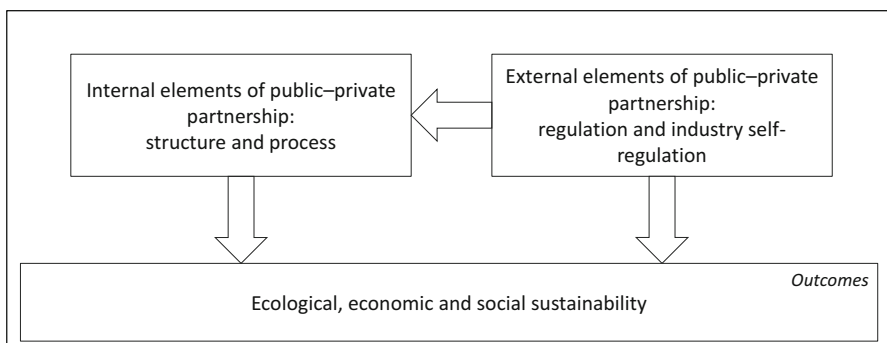 Internal elements of public–private
partnership:
structure and process
External elements of public–private
partnership:
regulation and industry self-
regulation
Outcomes
Ecological, economic and social sustainability